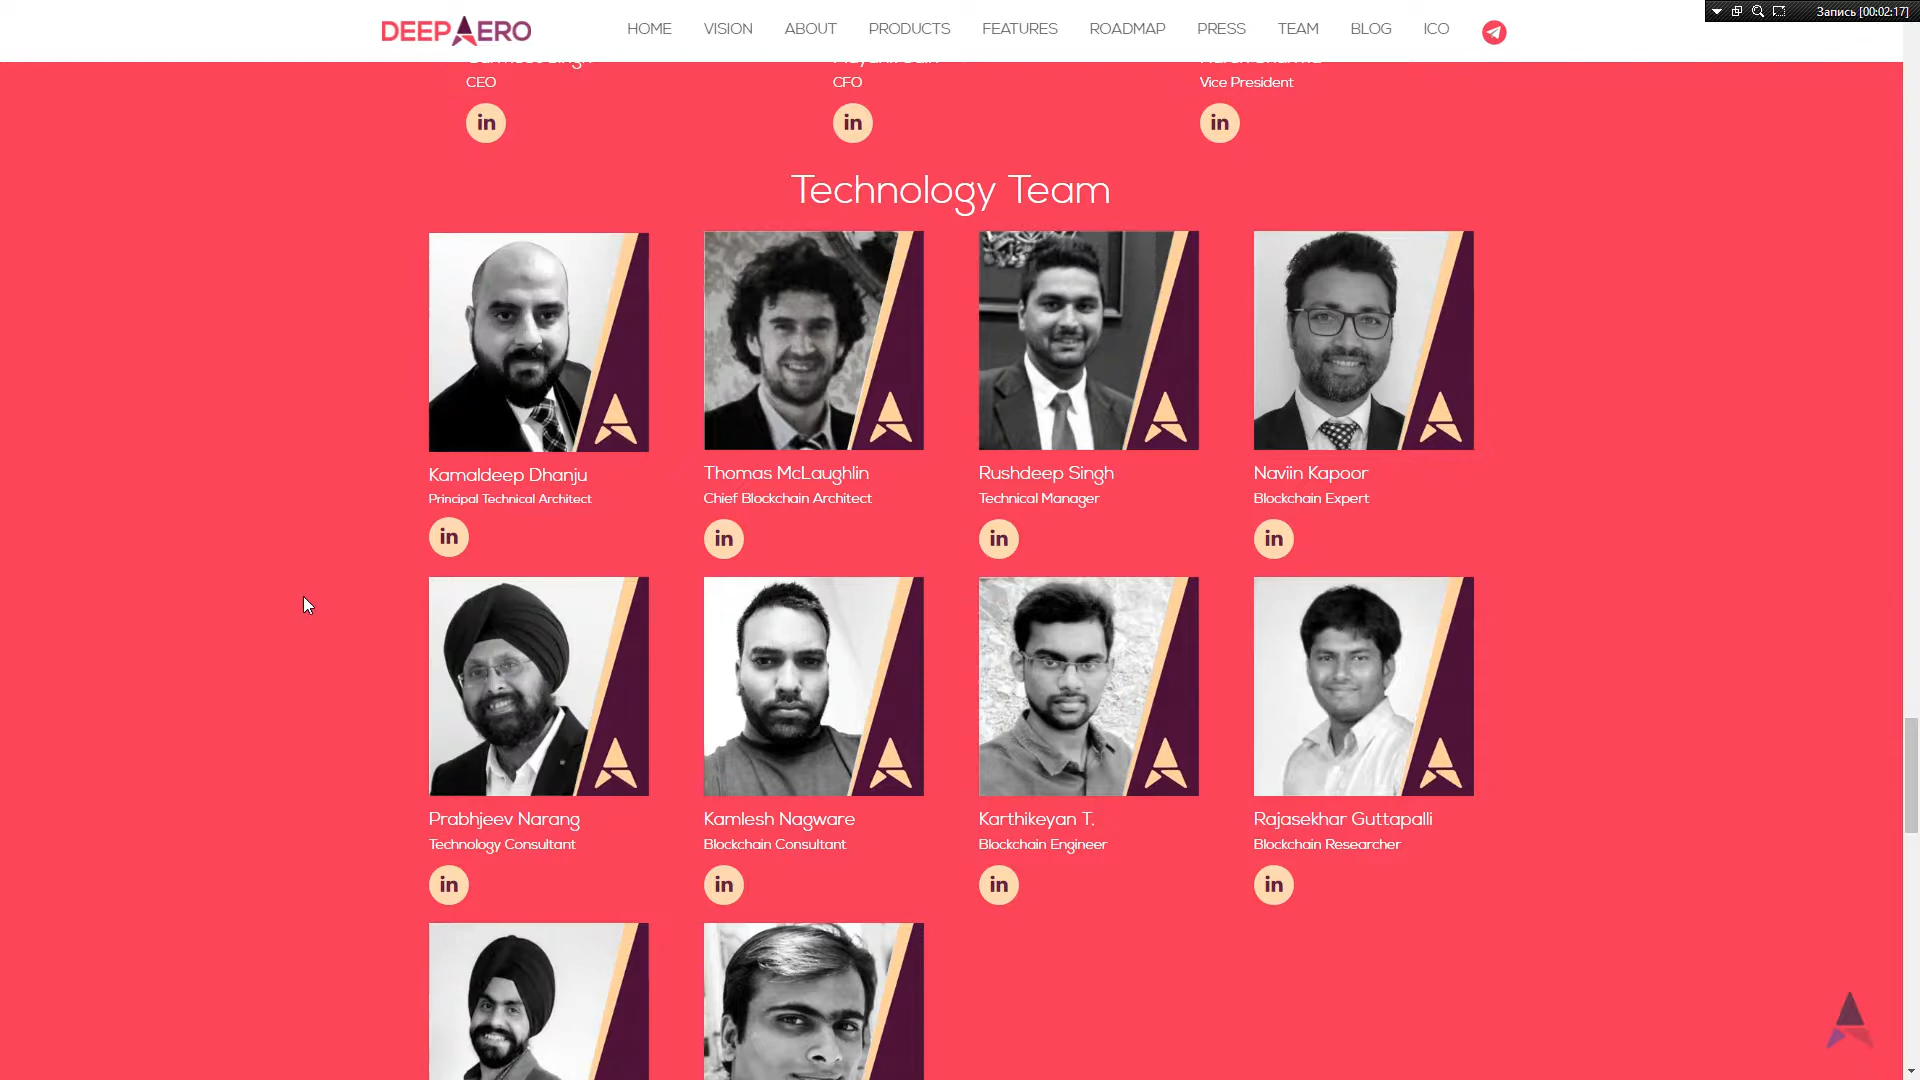 DEEP AERO
HOME VISION ABOUT PRODUCTS FEATURES ROADMAP PRESS TEAM BLOG ICO
Запись [00:02:17]
CEO CFO Vice President
in in in
Technology Team
Kamaldeep Dhanju Thomas McLaughlin Rushdeep Singh Naviin Kapoor
Principal Technical Architect Chief Blockchain Architect Technical Manager Blockchain Expert
in in in in
Prabhjeev Narang Kamlesh Nagware Karthikeyan T. Rajasekhar Guttapalli
Technology Consultant Blockchain Consultant Blockchain Engineer Blockchain Researcher
in in in in